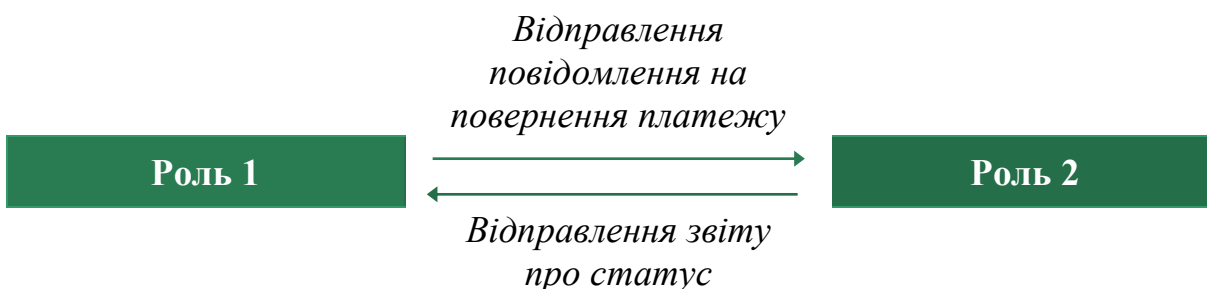 Відправлення
повідомлення на
повернення платежу
Роль 1
Роль 2
Відправлення звіту
про статус